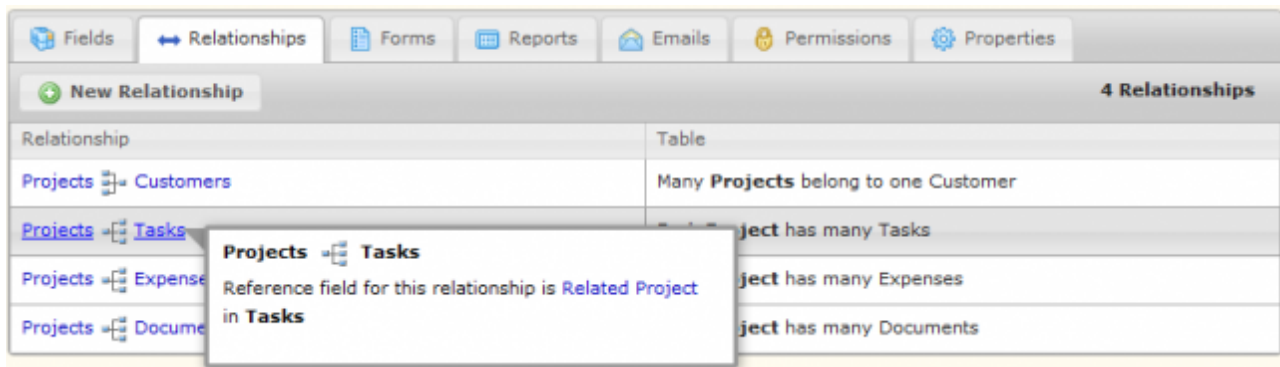 Fields Relationships Forms Reports Emails Permissions Properties
New Relationship 4 Relationships
Relationship Table
Projects Customers Many Projects belong to one Customer
Projects Tasks ject has many Tasks
Projects Expense ject has many Expenses
Projects Docume ject has many Documents
Projects Tasks
Reference field for this relationship is Related Project
in Tasks